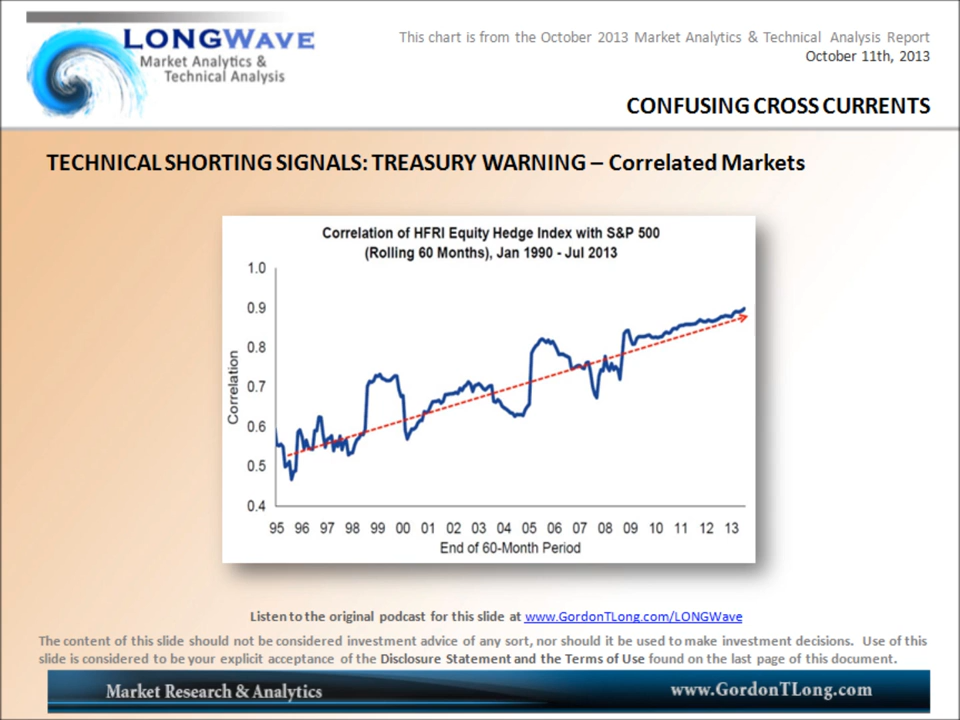 LONGWAVE
Market Analytics &
Technical Analysis
This chart is from the October 2013 Market Analytics & Technical Analysis Report
October 11th, 2013
CONFUSING CROSS CURRENTS
TECHNICAL SHORTING SIGNALS: TREASURY WARNING – Correlated Markets
Correlation of HFRI Equity Hedge Index with S&P 500
(Rolling 60 Months), Jan 1990 - Jul 2013
1.0
0.9
0.8
0.7
0.6
0.5
0.4
Correlation
95 96 97 98 99 00 01 02 03 04 05 06 07 08 09 10 11 12 13
End of 60-Month Period
Listen to the original podcast for this slide at www.GordonTLong.com/LONGWave
The content of this slide should not be considered investment advice of any sort, nor should it be used to make investment decisions. Use of this
slide is considered to be your explicit acceptance of the Disclosure Statement and the Terms of Use found on the last page of this document.
Market Research & Analytics
www.GordonTLong.com